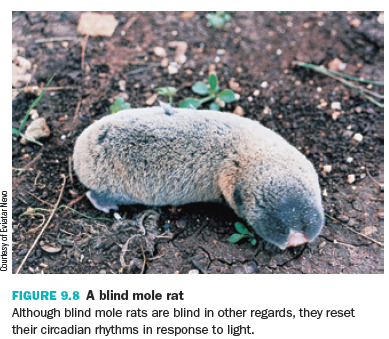 Courtesy of Eviatar Nevo
FIGURE 9.8 A blind mole rat
Although blind mole rats are blind in other regards, they reset
their circadian rhythms in response to light.